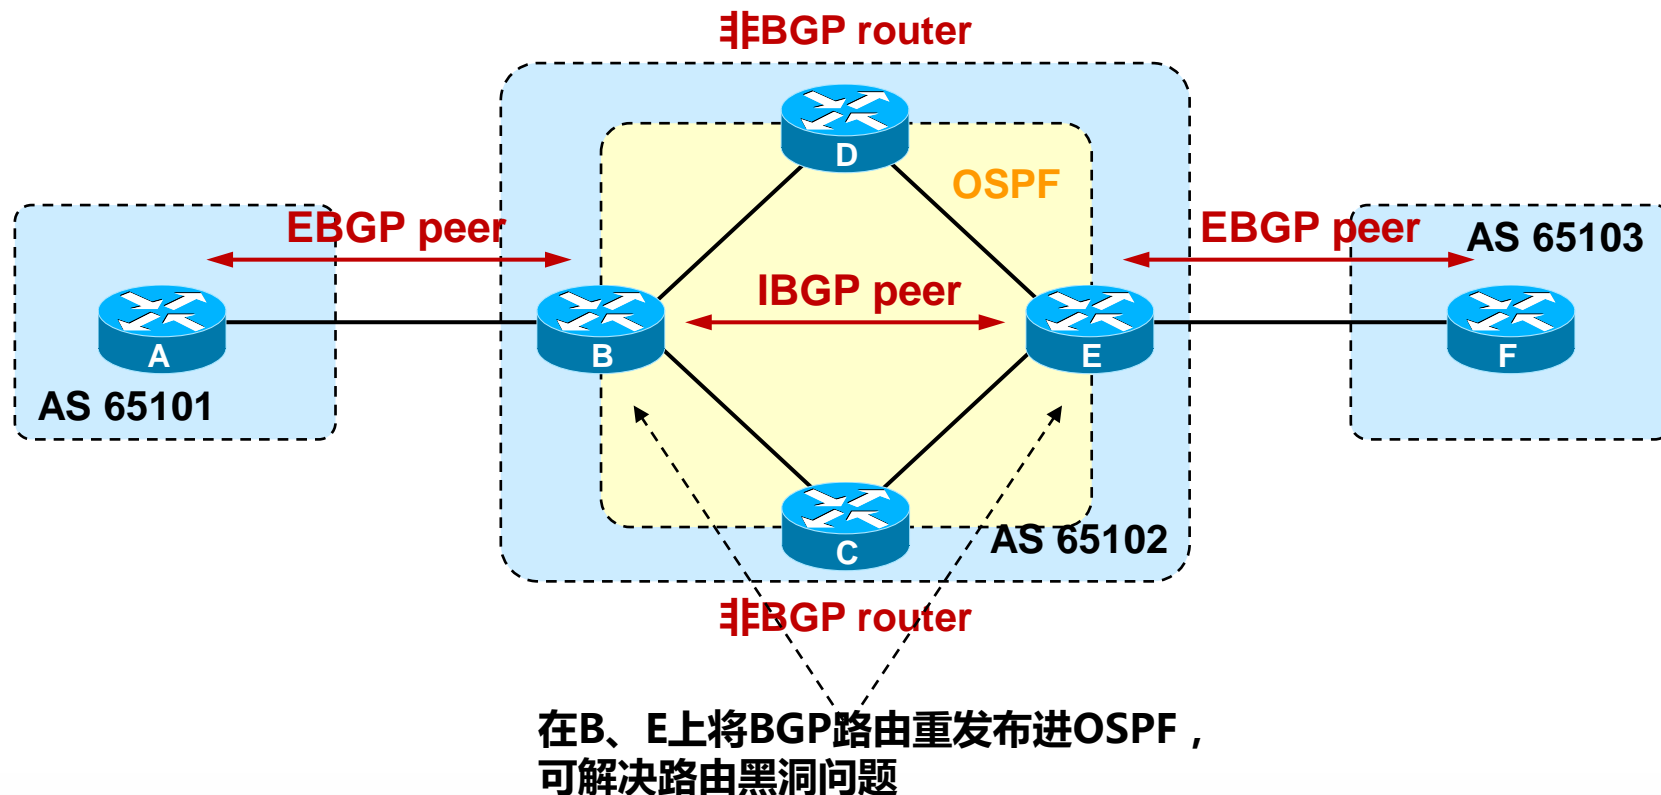 非BGP router
D
OSPF
EBGP peer
EBGP peer
AS 65103
IBGP peer
A
B
E
F
AS 65101
C
AS 65102
非BGP router
在B、E上将BGP路由重发布进OSPF，
可解决路由黑洞问题